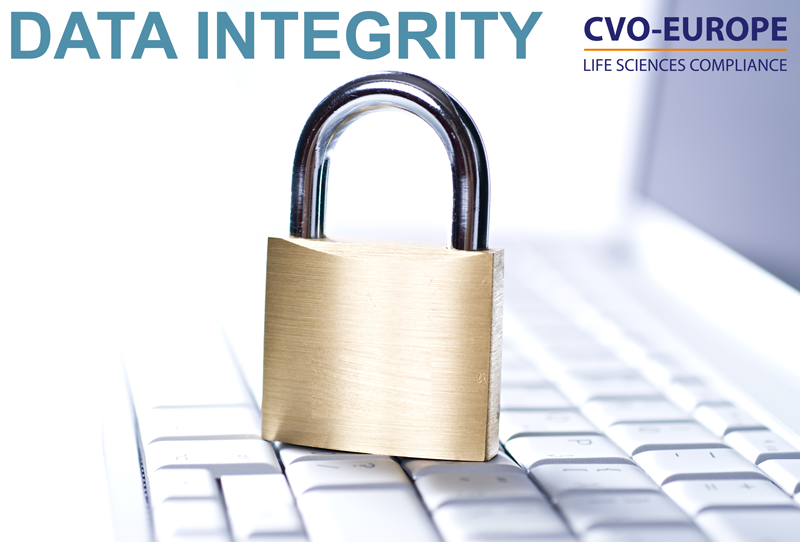 DATA INTEGRITY
CVO-EUROPE
LIFE SCIENCES COMPLIANCE